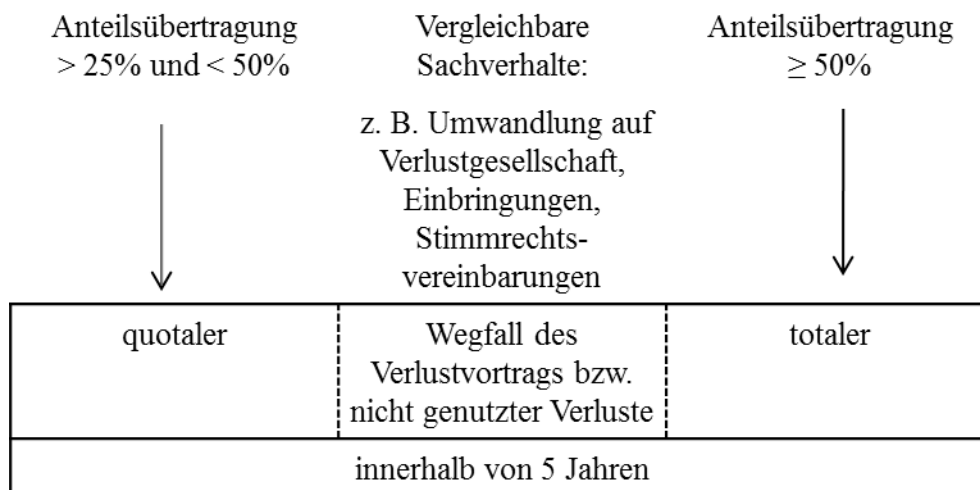 Anteilsübertragung
> 25% und < 50%
Vergleichbare
Sachverhalte:
z. B. Umwandlung auf
Verlustgesellschaft,
Einbringungen,
Stimmrechts-
vereinbarungen
Anteilsübertragung
≥ 50%
quotaler
Wegfall des
Verlustvortrags bzw.
nicht genutzter Verluste
totaler
innerhalb von 5 Jahren